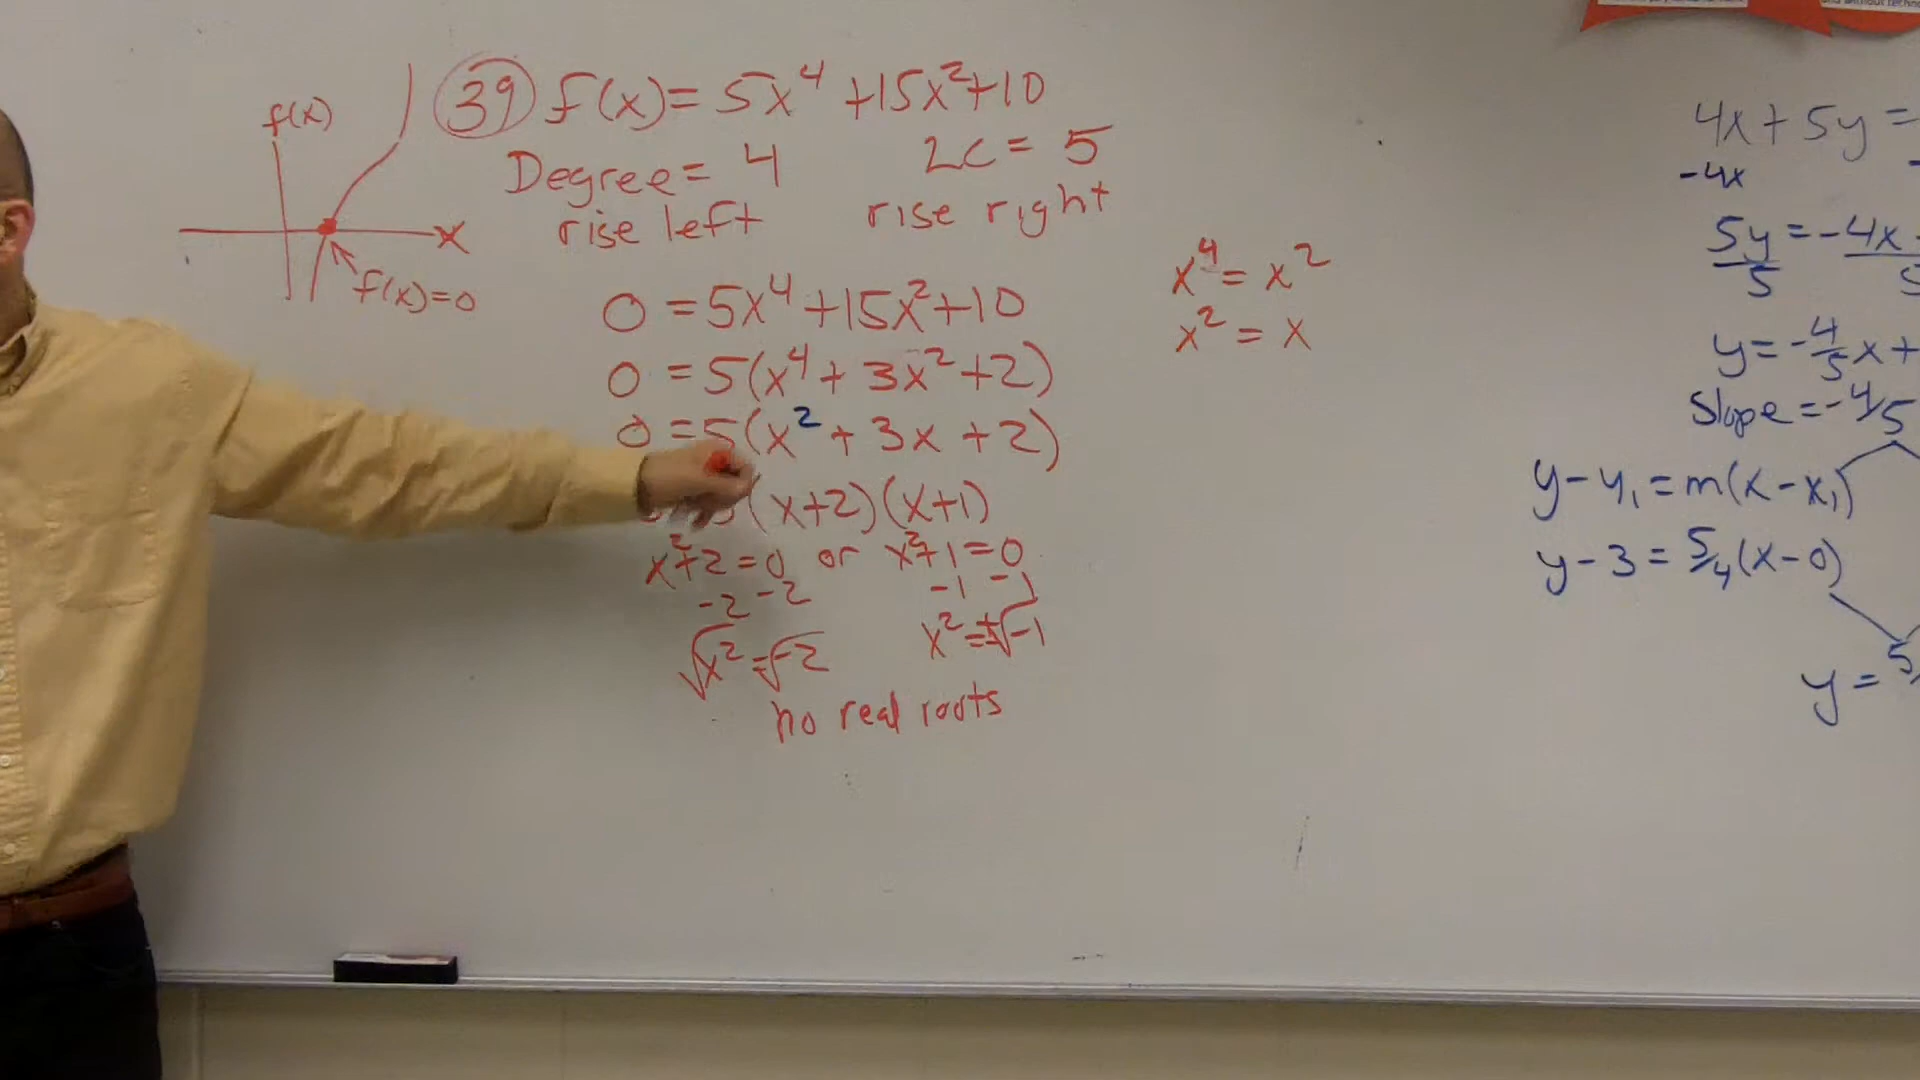 f(x)
x
f(x)=0
39 f(x)= 5x⁴ +15x²+10
Degree= 4 LC = 5
rise left rise right
0 = 5x⁴ +15x²+10
0 = 5(x⁴ + 3x² +2)
0 = 5(x² + 3x +2)
(x+2)(x+1)
x²+2=0 or x²+1=0
-2 -2 -1 -1
√x² = √-2 x² = ±√-1
no real roots
x⁴ = x²
x² = x
4x + 5y =
-4x
5y = -4x
5 5
y = -4/5 x +
Slope = -4/5
y - y₁ = m(x - x₁)
y - 3 = 5/4 (x - 0)
y = 5